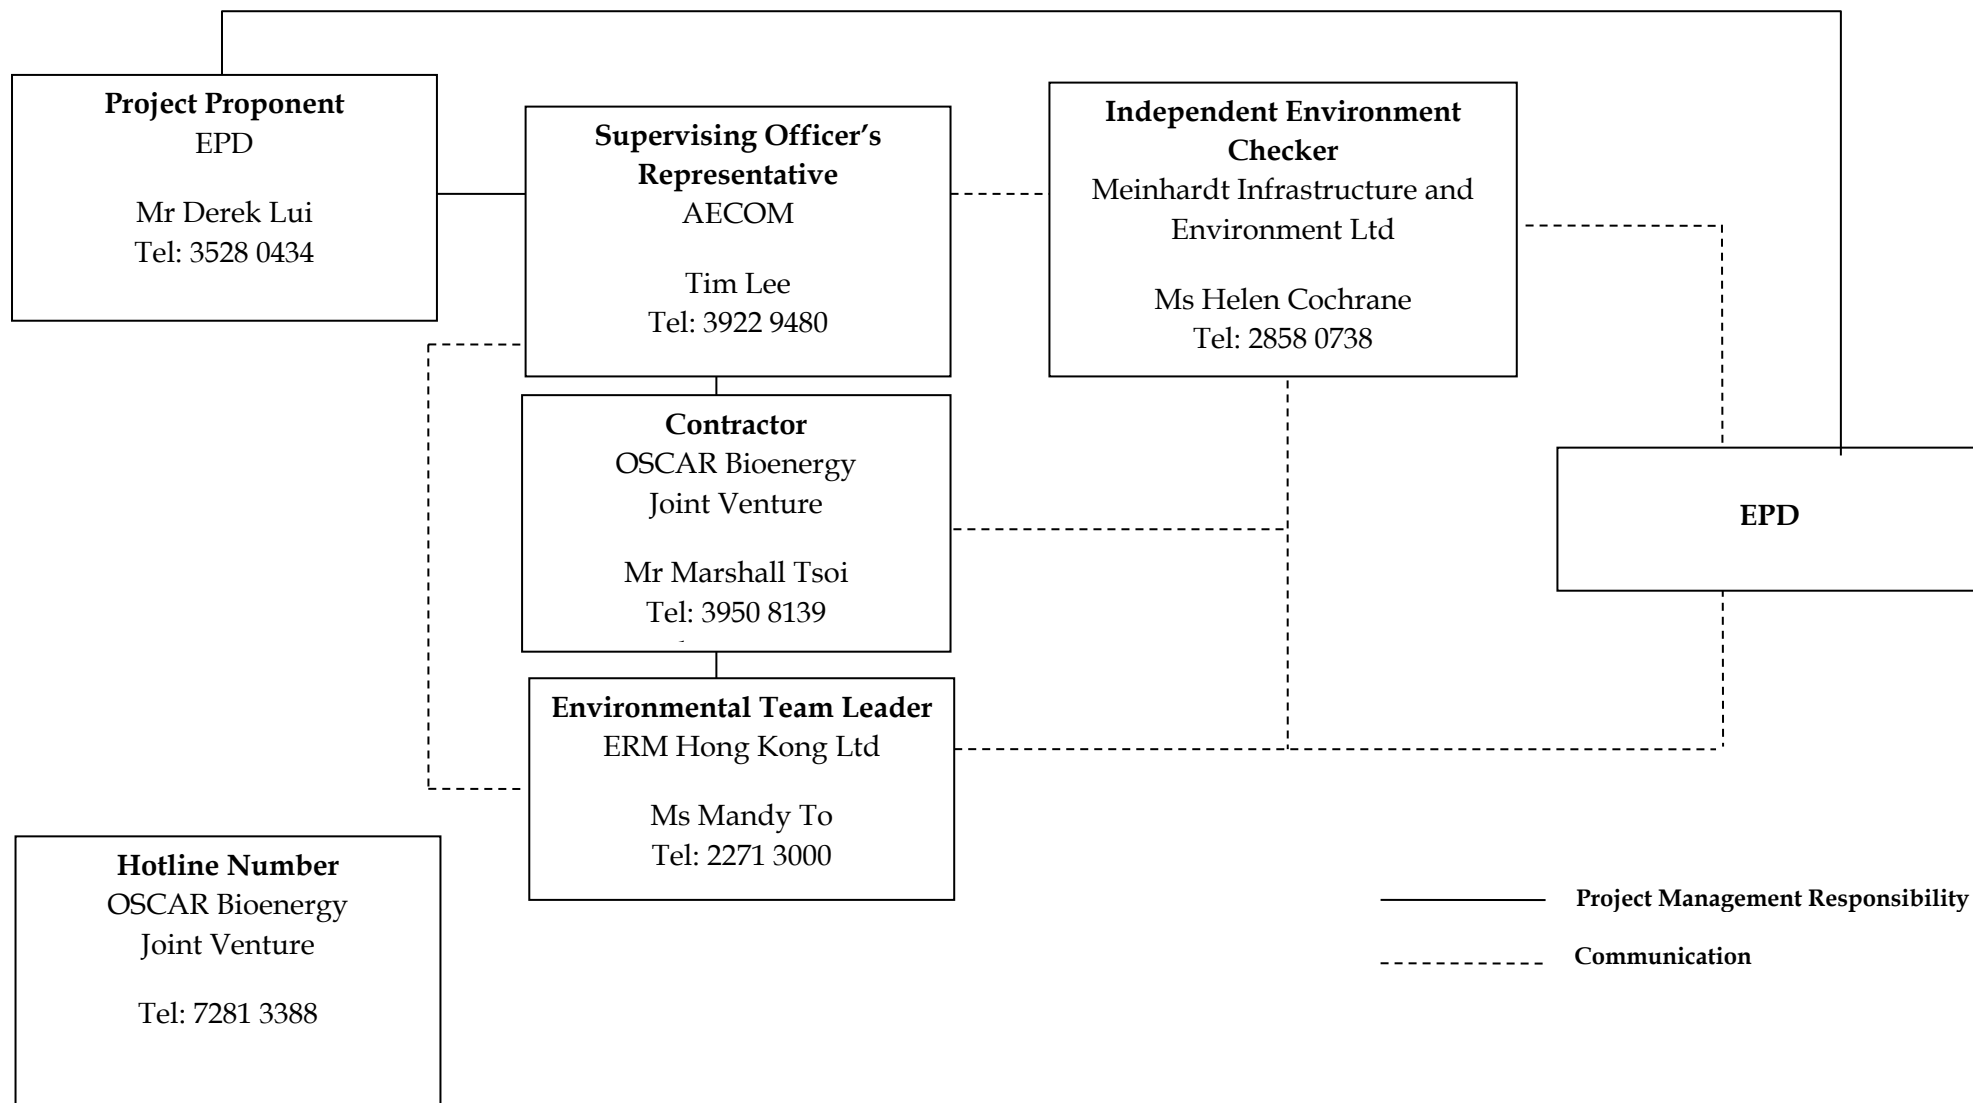 Project Proponent
EPD
Mr Derek Lui
Tel: 3528 0434
Supervising Officer’s
Representative
AECOM
Tim Lee
Tel: 3922 9480
Independent Environment
Checker
Meinhardt Infrastructure and
Environment Ltd
Ms Helen Cochrane
Tel: 2858 0738
Contractor
OSCAR Bioenergy
Joint Venture
Mr Marshall Tsoi
Tel: 3950 8139
EPD
Environmental Team Leader
ERM Hong Kong Ltd
Ms Mandy To
Tel: 2271 3000
Hotline Number
OSCAR Bioenergy
Joint Venture
Tel: 7281 3388
Project Management Responsibility
Communication